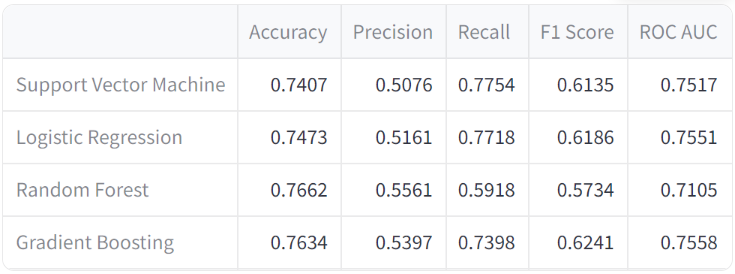 Accuracy Precision Recall F1 Score ROC AUC
Support Vector Machine 0.7407 0.5076 0.7754 0.6135 0.7517
Logistic Regression 0.7473 0.5161 0.7718 0.6186 0.7551
Random Forest 0.7662 0.5561 0.5918 0.5734 0.7105
Gradient Boosting 0.7634 0.5397 0.7398 0.6241 0.7558